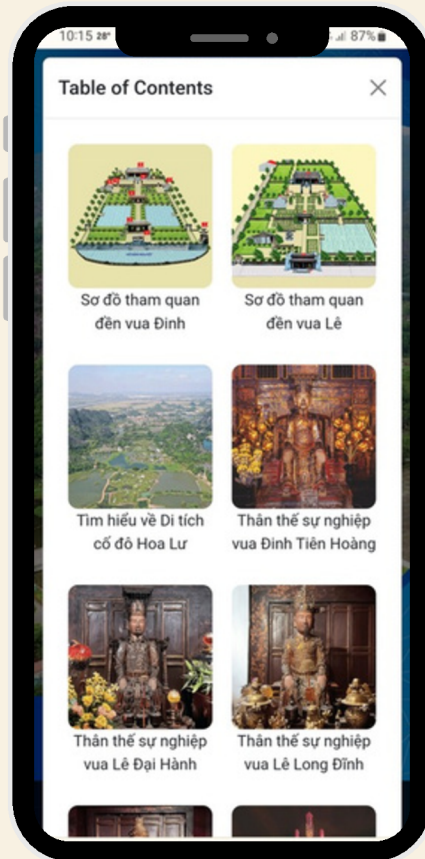 10:15 28° 87%
Table of Contents
Sơ đồ tham quan
đền vua Đinh
Sơ đồ tham quan
đền vua Lê
Tìm hiểu về Di tích
cố đô Hoa Lư
Thân thế sự nghiệp
vua Đinh Tiên Hoàng
Thân thế sự nghiệp
vua Lê Đại Hành
Thân thế sự nghiệp
vua Lê Long Đĩnh